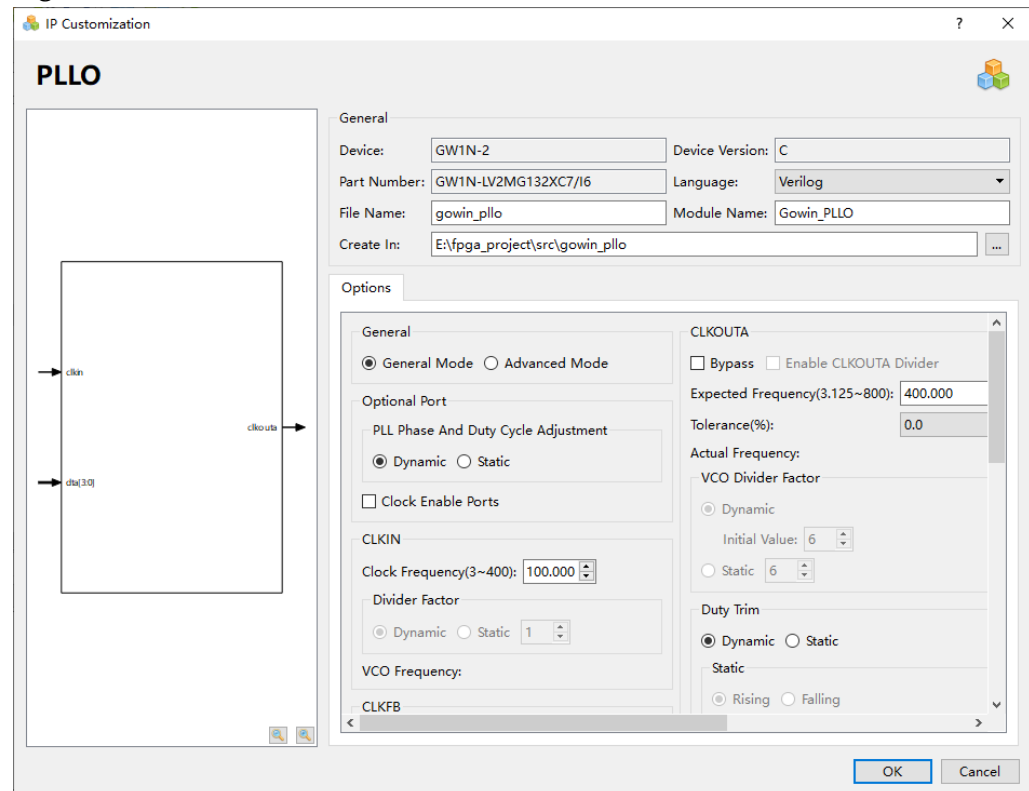 IP Customization
PLLO
clkin
clkouta
dta[3:0]
General
Device: GW1N-2 Device Version: C
Part Number: GW1N-LV2MG132XC7/I6 Language: Verilog
File Name: gowin_pllo Module Name: Gowin_PLLO
Create In: E:\fpga_project\src\gowin_pllo ...
Options
General
General Mode Advanced Mode
Optional Port
PLL Phase And Duty Cycle Adjustment
Dynamic Static
Clock Enable Ports
CLKIN
Clock Frequency(3~400): 100.000
Divider Factor
Dynamic Static 1
VCO Frequency:
CLKFB
CLKOUTA
Bypass Enable CLKOUTA Divider
Expected Frequency(3.125~800): 400.000
Tolerance(%): 0.0
Actual Frequency:
VCO Divider Factor
Dynamic
Initial Value: 6
Static 6
Duty Trim
Dynamic Static
Static
Rising Falling
OK Cancel